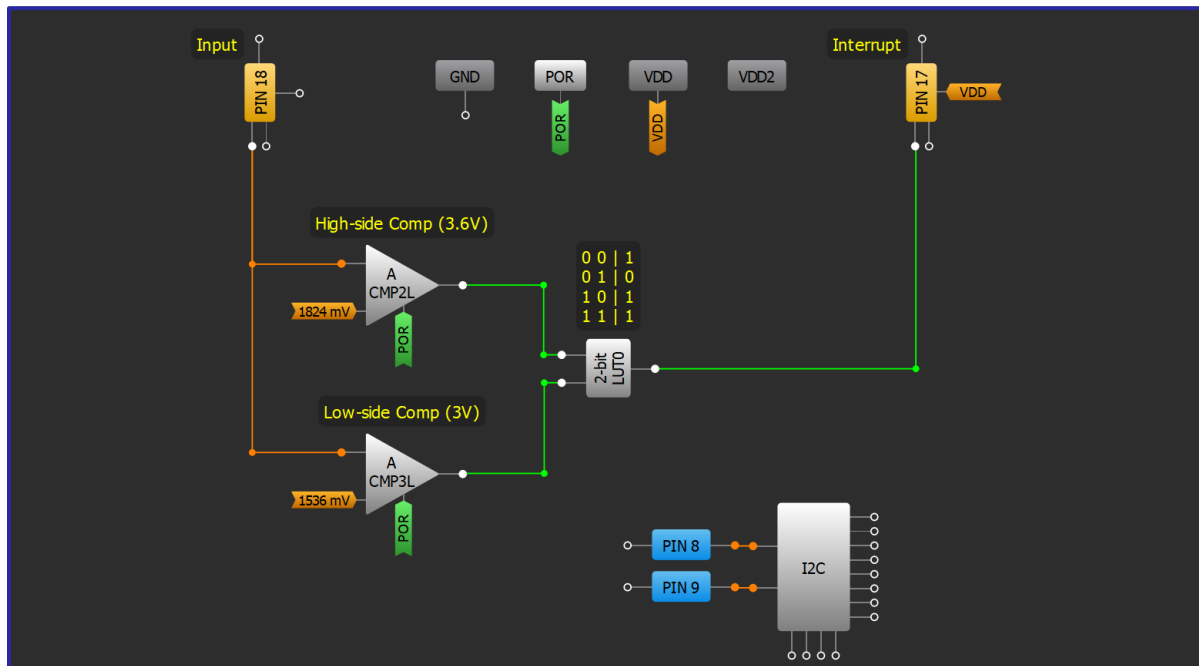 Input
PIN 18
GND
POR
POR
VDD
VDD
VDD2
Interrupt
PIN 17
VDD
High-side Comp (3.6V)
A
CMP2L
1824 mV
POR
0 0 | 1
0 1 | 0
1 0 | 1
1 1 | 1
2-bit
LUT0
Low-side Comp (3V)
A
CMP3L
1536 mV
POR
PIN 8
PIN 9
I2C